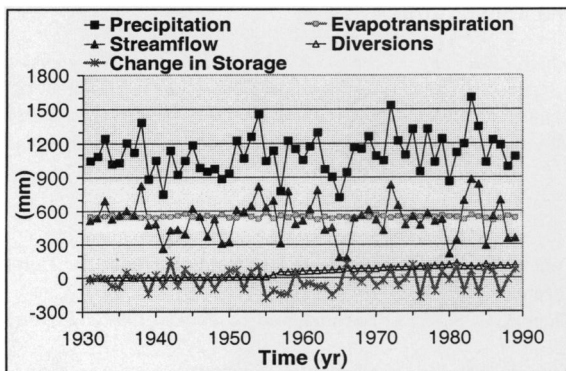 Precipitation Evapotranspiration
Streamflow Diversions
Change in Storage
1800
1500
1200
900
600
300
0
-300
(mm)
1930 1940 1950 1960 1970 1980 1990
Time (yr)